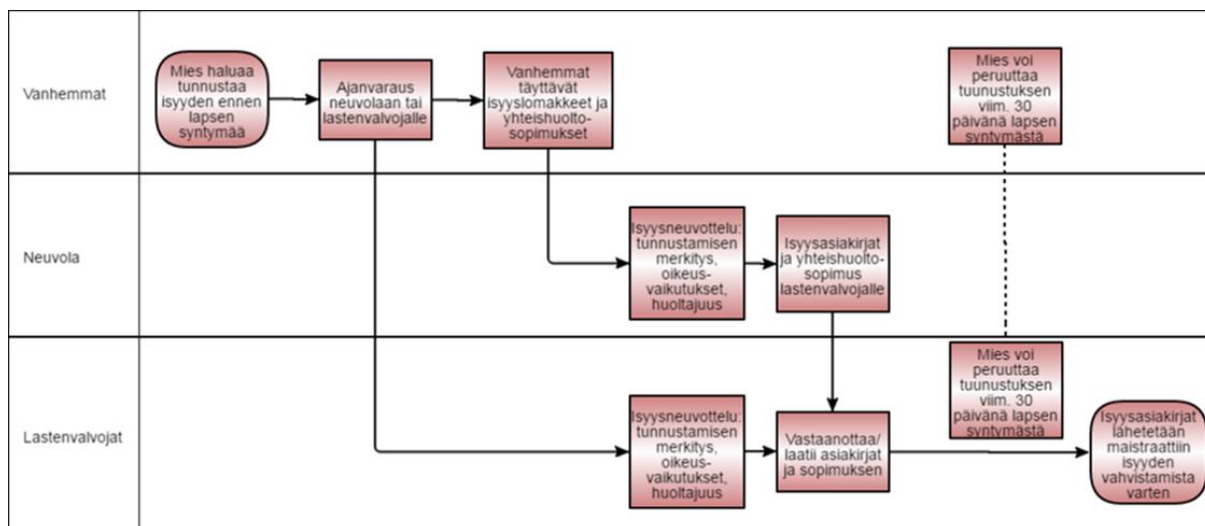 Vanhemmat
Mies haluaa
tunnustaa
isyyden ennen
lapsen
syntymää
Ajanvaraus
neuvolaan tai
lastenvalvojalle
Vanhemmat
täyttävät
isyyslomakkeet ja
yhteishuolto-
sopimukset
Mies voi
peruuttaa
tuunustuksen
viim. 30
päivänä lapsen
syntymästä
Neuvola
Isyysneuvottelu:
tunnustamisen
merkitys,
oikeus-
vaikutukset,
huoltajuus
Isyysasiakirjat
ja yhteishuolto-
sopimus
lastenvalvojalle
Lastenvalvojat
Isyysneuvottelu:
tunnustamisen
merkitys,
oikeus-
vaikutukset,
huoltajuus
Vastaanottaa/
laatii asiakirjat
ja sopimuksen
Mies voi
peruuttaa
tuunustuksen
viim. 30
päivänä lapsen
syntymästä
Isyysasiakirjat
lähetetään
maistraattiin
isyyden
vahvistamista
varten